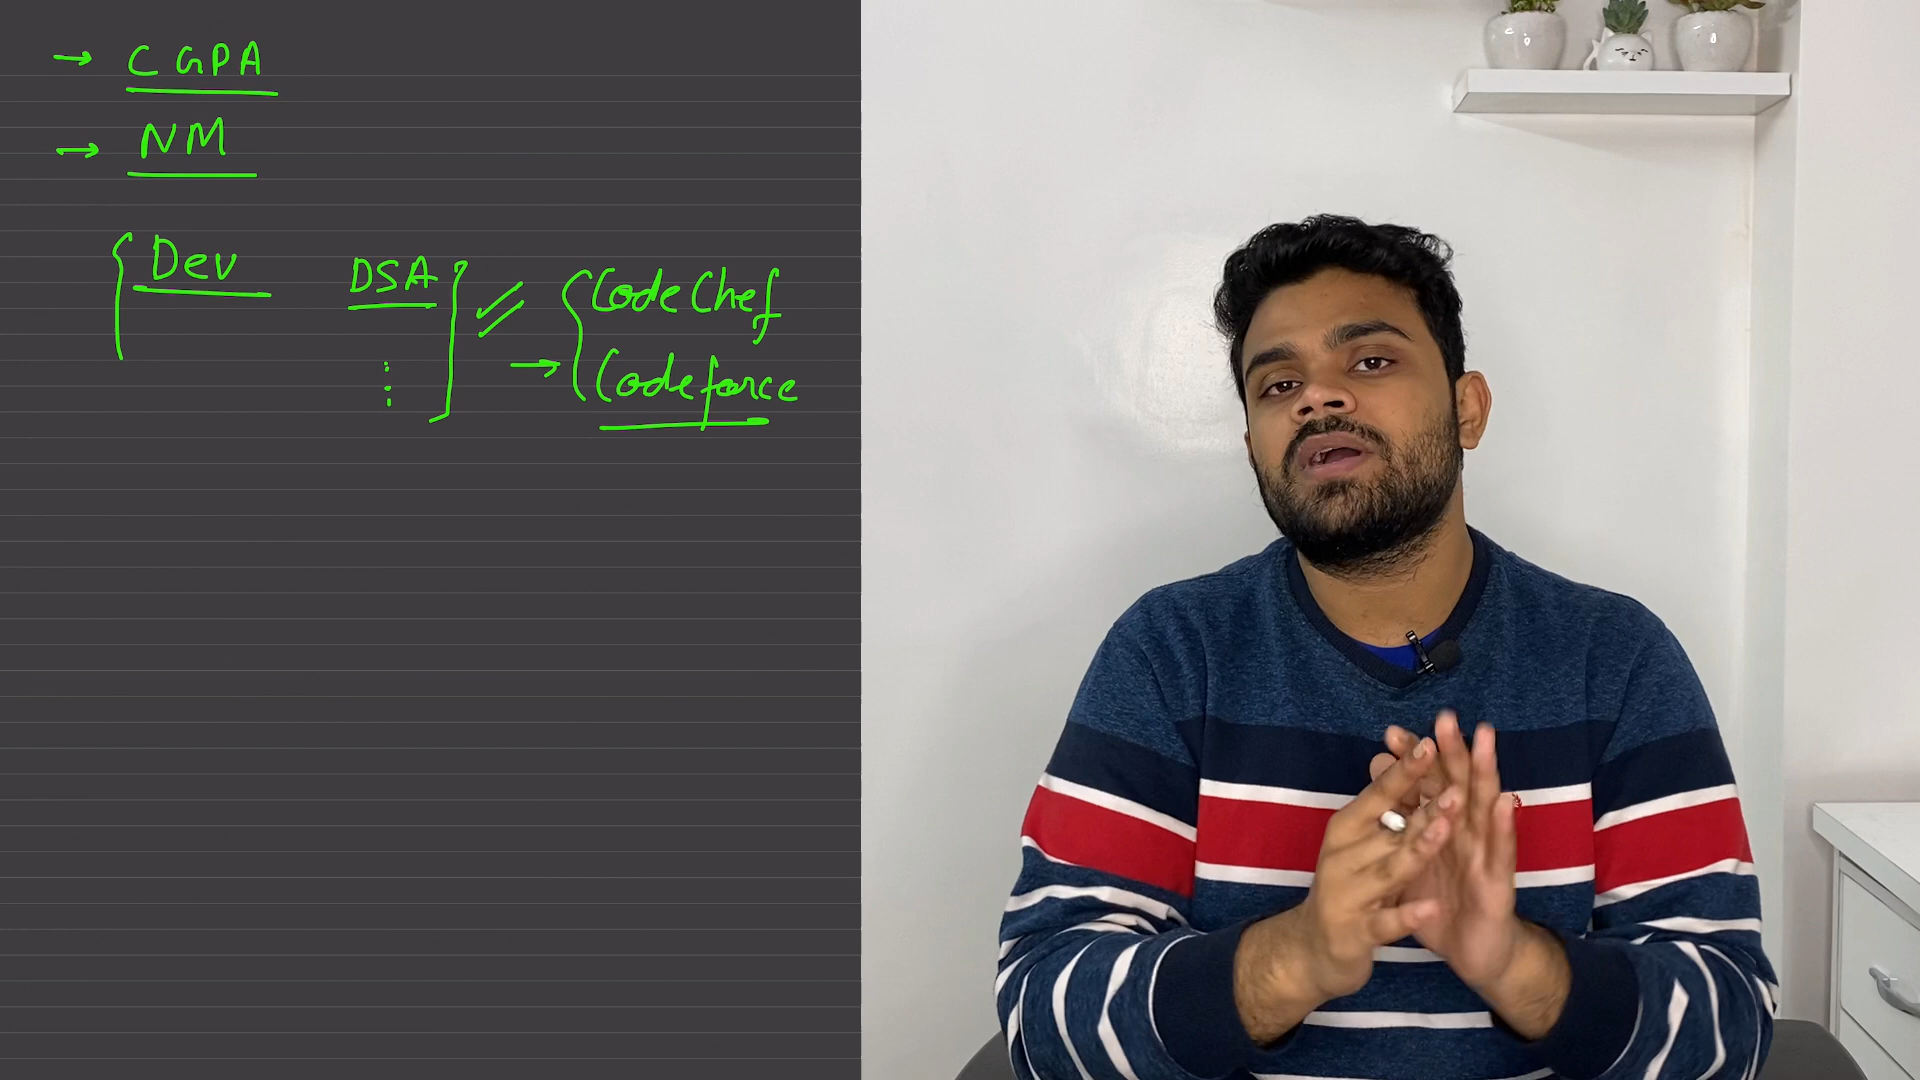 → CGPA
→ NM
Dev DSA
CodeChef
→ Codeforce